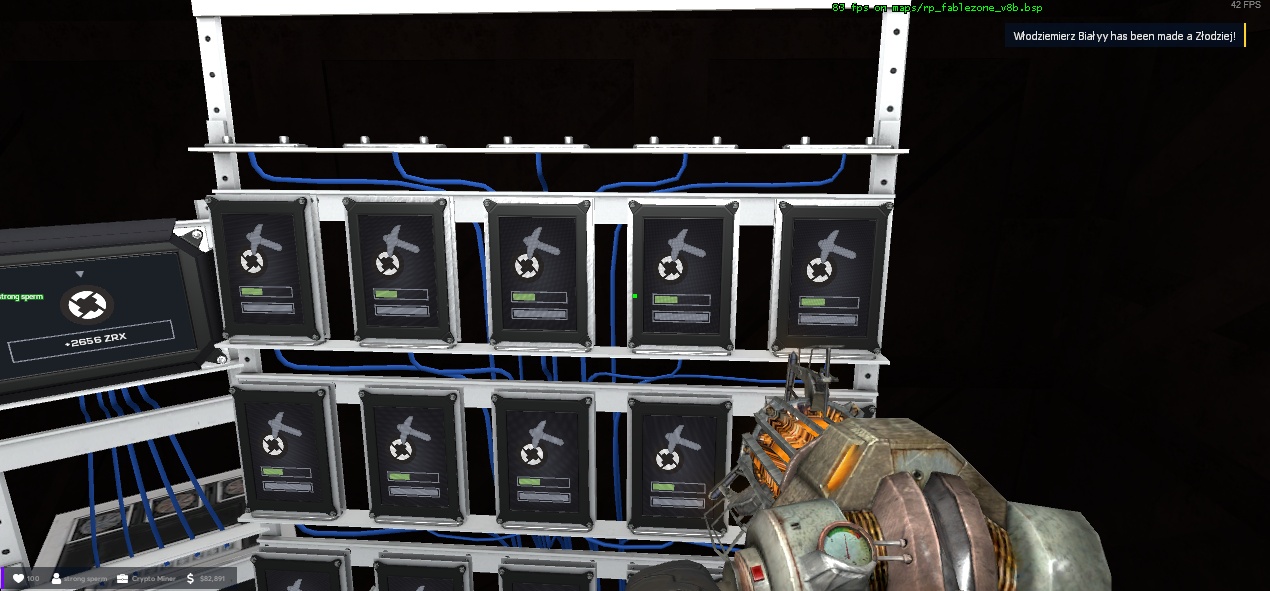 83 fps on maps/rp_fablezone_v8b.bsp
42 FPS
Włodziemierz Białyy has been made a Złodziej!
strong sperm
+2656 ZRX
100
strong sperm
Crypto Miner
$82,891